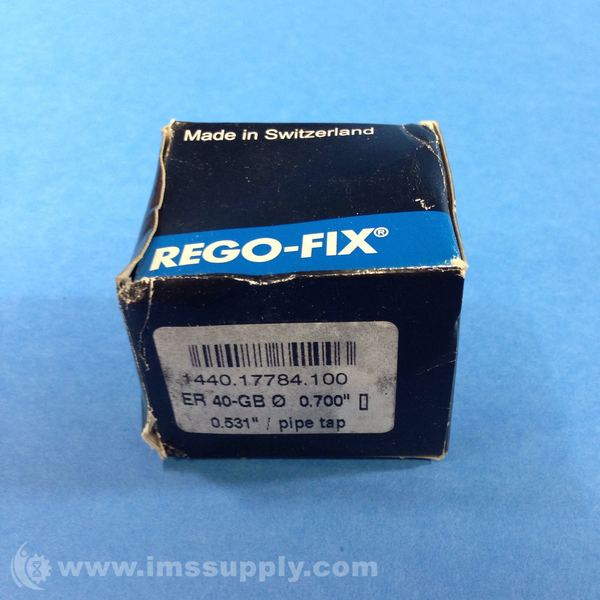 Made in Switzerland
REGO-FIX®
1440.17784.100
ER 40-GB Ø 0.700" ▯
0.531" / pipe tap
www.imssupply.com